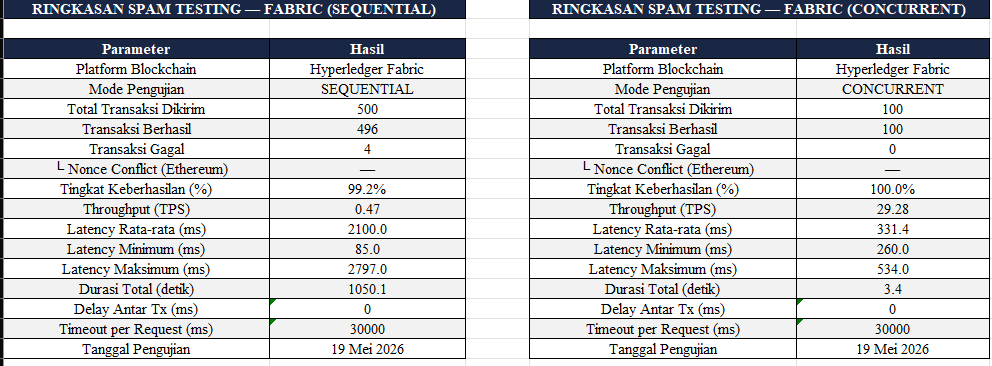 RINGKASAN SPAM TESTING — FABRIC (SEQUENTIAL)
Parameter Hasil
Platform Blockchain Hyperledger Fabric
Mode Pengujian SEQUENTIAL
Total Transaksi Dikirim 500
Transaksi Berhasil 496
Transaksi Gagal 4
└ Nonce Conflict (Ethereum) —
Tingkat Keberhasilan (%) 99.2%
Throughput (TPS) 0.47
Latency Rata-rata (ms) 2100.0
Latency Minimum (ms) 85.0
Latency Maksimum (ms) 2797.0
Durasi Total (detik) 1050.1
Delay Antar Tx (ms) 0
Timeout per Request (ms) 30000
Tanggal Pengujian 19 Mei 2026
RINGKASAN SPAM TESTING — FABRIC (CONCURRENT)
Parameter Hasil
Platform Blockchain Hyperledger Fabric
Mode Pengujian CONCURRENT
Total Transaksi Dikirim 100
Transaksi Berhasil 100
Transaksi Gagal 0
└ Nonce Conflict (Ethereum) —
Tingkat Keberhasilan (%) 100.0%
Throughput (TPS) 29.28
Latency Rata-rata (ms) 331.4
Latency Minimum (ms) 260.0
Latency Maksimum (ms) 534.0
Durasi Total (detik) 3.4
Delay Antar Tx (ms) 0
Timeout per Request (ms) 30000
Tanggal Pengujian 19 Mei 2026